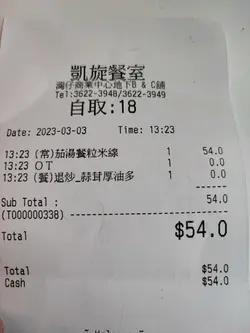 凱旋餐室
灣仔商業中心地下B & C舖
Tel:3622-3948/3622-3949
自取:18
Date: 2023-03-03 Time: 13:23
13:23 (常)茄湯餐粒米線 1 54.0
13:23 OT 1 0.0
13:23 (餐)退炒_蒜茸厚油多 1 0.0
Sub Total : 54.0
(T00000338)
Total $54.0
Total $54.0
Cash $54.0